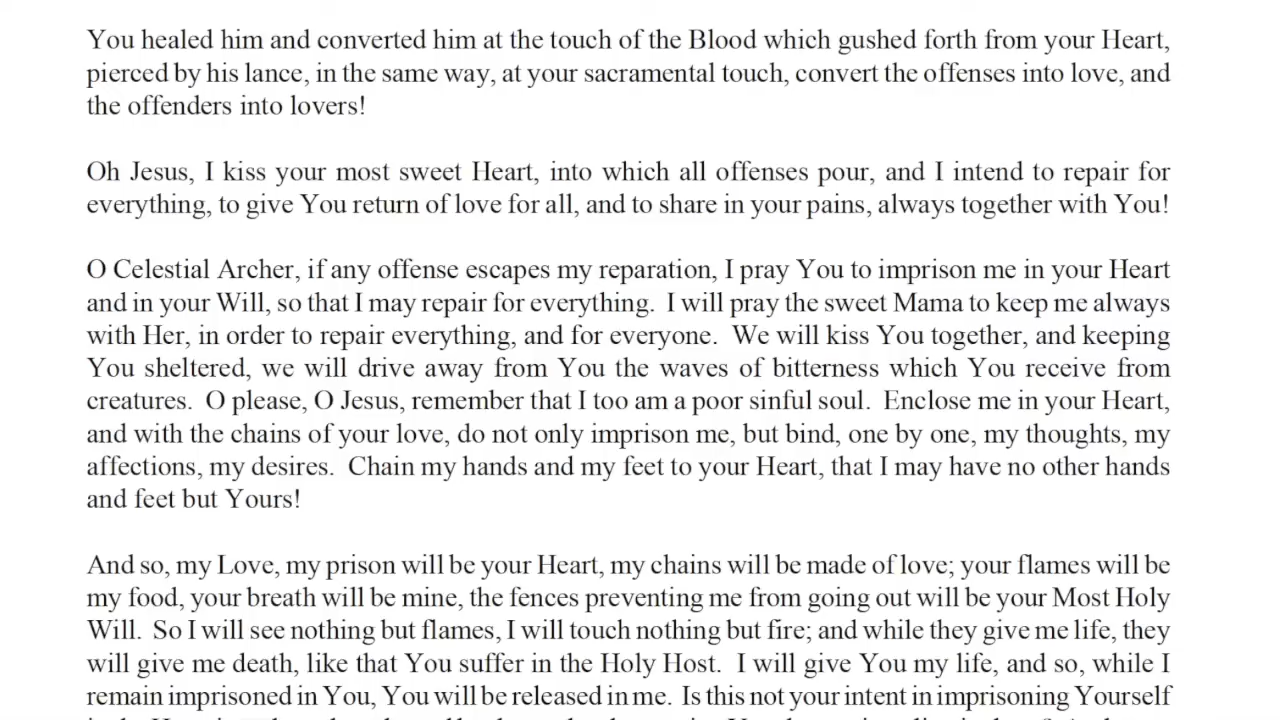 You healed him and converted him at the touch of the Blood which gushed forth from your Heart,
pierced by his lance, in the same way, at your sacramental touch, convert the offenses into love, and
the offenders into lovers!
Oh Jesus, I kiss your most sweet Heart, into which all offenses pour, and I intend to repair for
everything, to give You return of love for all, and to share in your pains, always together with You!
O Celestial Archer, if any offense escapes my reparation, I pray You to imprison me in your Heart
and in your Will, so that I may repair for everything. I will pray the sweet Mama to keep me always
with Her, in order to repair everything, and for everyone. We will kiss You together, and keeping
You sheltered, we will drive away from You the waves of bitterness which You receive from
creatures. O please, O Jesus, remember that I too am a poor sinful soul. Enclose me in your Heart,
and with the chains of your love, do not only imprison me, but bind, one by one, my thoughts, my
affections, my desires. Chain my hands and my feet to your Heart, that I may have no other hands
and feet but Yours!
And so, my Love, my prison will be your Heart, my chains will be made of love; your flames will be
my food, your breath will be mine, the fences preventing me from going out will be your Most Holy
Will. So I will see nothing but flames, I will touch nothing but fire; and while they give me life, they
will give me death, like that You suffer in the Holy Host. I will give You my life, and so, while I
remain imprisoned in You, You will be released in me. Is this not your intent in imprisoning Yourself